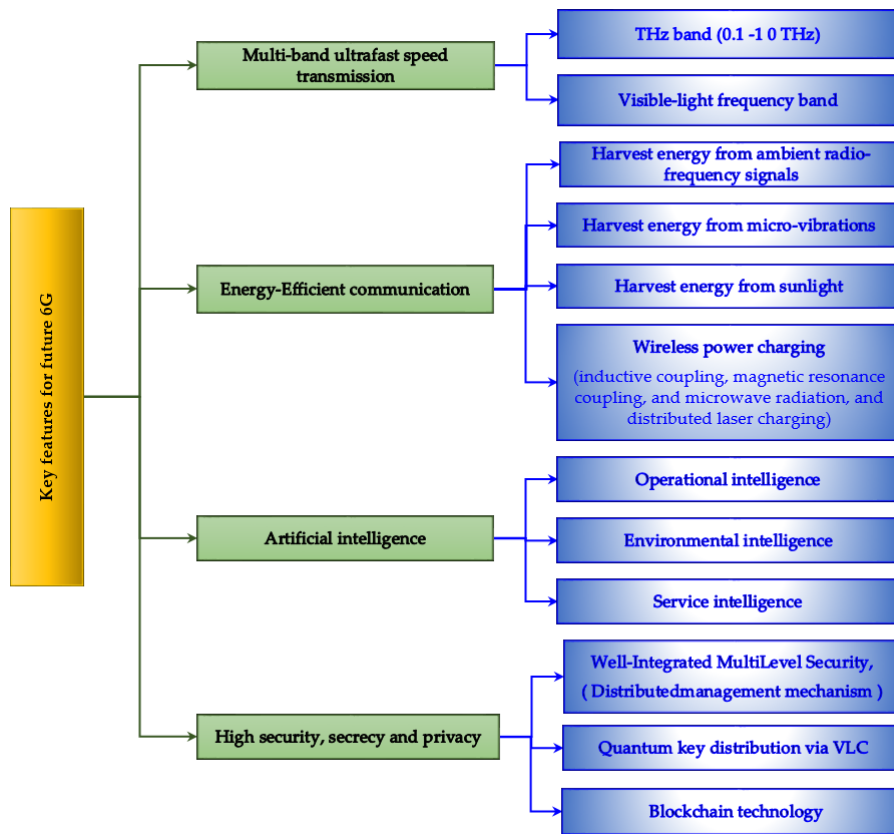 Key features for future 6G
Multi-band ultrafast speed
transmission
THz band (0.1 -1 0 THz)
Visible-light frequency band
Energy-Efficient communication
Harvest energy from ambient radio-
frequency signals
Harvest energy from micro-vibrations
Harvest energy from sunlight
Wireless power charging
(inductive coupling, magnetic resonance
coupling, and microwave radiation, and
distributed laser charging)
Artificial intelligence
Operational intelligence
Environmental intelligence
Service intelligence
High security, secrecy and privacy
Well-Integrated MultiLevel Security,
( Distributedmanagement mechanism )
Quantum key distribution via VLC
Blockchain technology